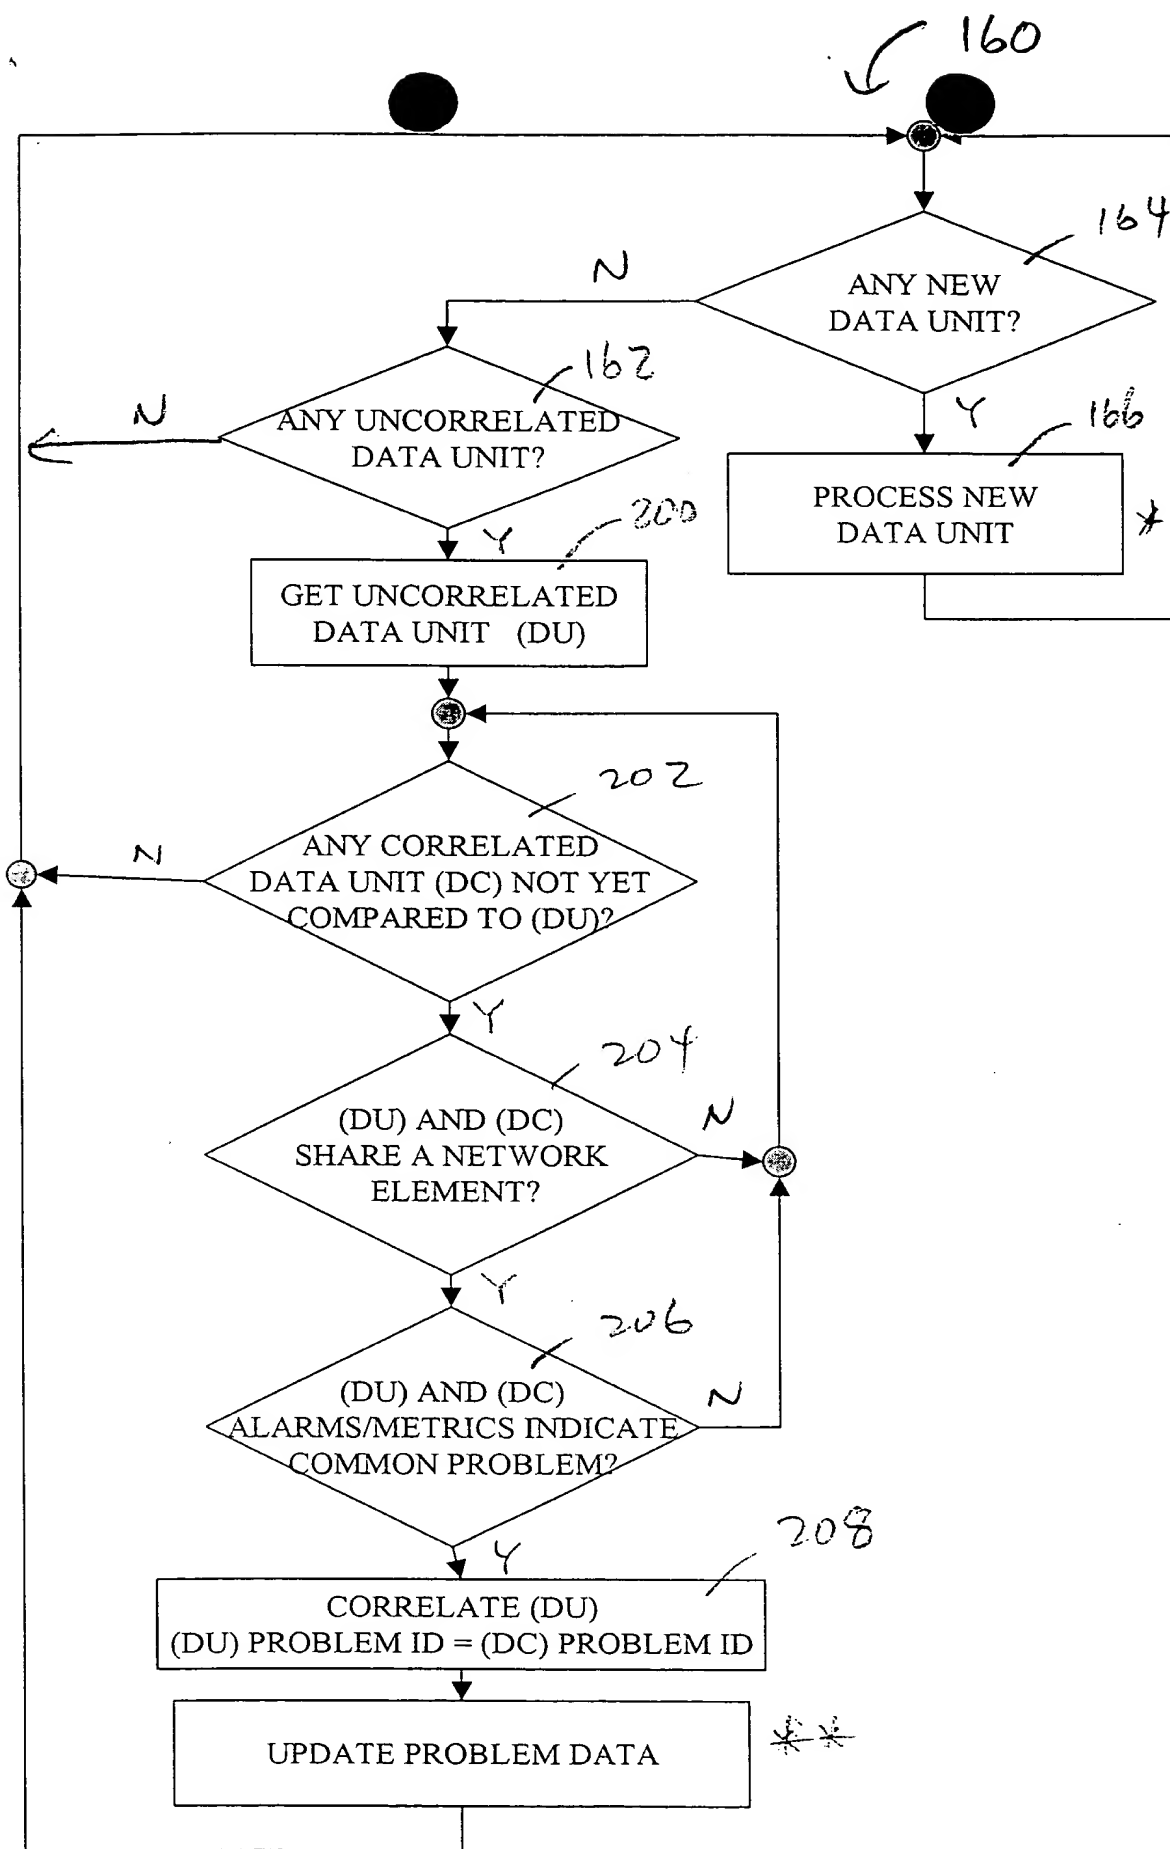 160
164
N
ANY NEW
DATA UNIT?
162
N
ANY UNCORRELATED
DATA UNIT?
Y
166
PROCESS NEW
DATA UNIT
*
200
Y
GET UNCORRELATED
DATA UNIT (DU)
202
N
ANY CORRELATED
DATA UNIT (DC) NOT YET
COMPARED TO (DU)?
Y
204
(DU) AND (DC)
SHARE A NETWORK
ELEMENT?
N
Y
206
(DU) AND (DC)
ALARMS/METRICS INDICATE
COMMON PROBLEM?
N
Y
208
CORRELATE (DU)
(DU) PROBLEM ID = (DC) PROBLEM ID
UPDATE PROBLEM DATA
**